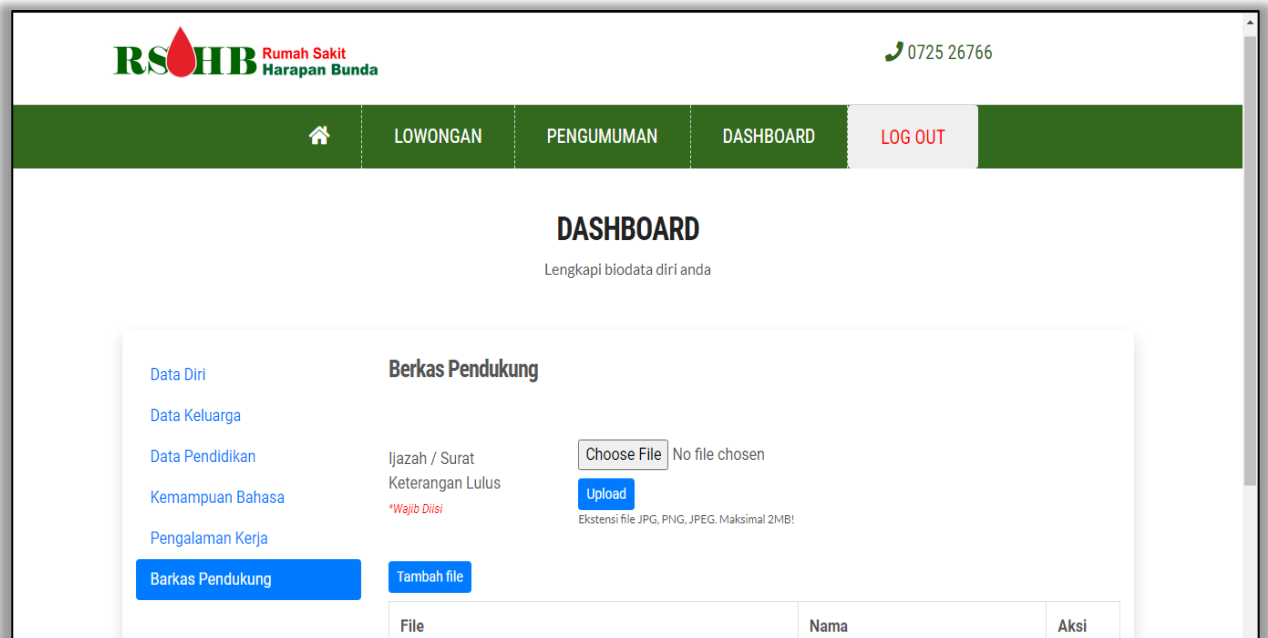 RSHB Rumah Sakit
Harapan Bunda
0725 26766
LOWONGAN PENGUMUMAN DASHBOARD LOG OUT
DASHBOARD
Lengkapi biodata diri anda
Data Diri
Data Keluarga
Data Pendidikan
Kemampuan Bahasa
Pengalaman Kerja
Barkas Pendukung
Berkas Pendukung
Ijazah / Surat
Keterangan Lulus
*Wajib Diisi
Choose File No file chosen
Upload
Ekstensi file JPG, PNG, JPEG. Maksimal 2MB!
Tambah file
File Nama Aksi